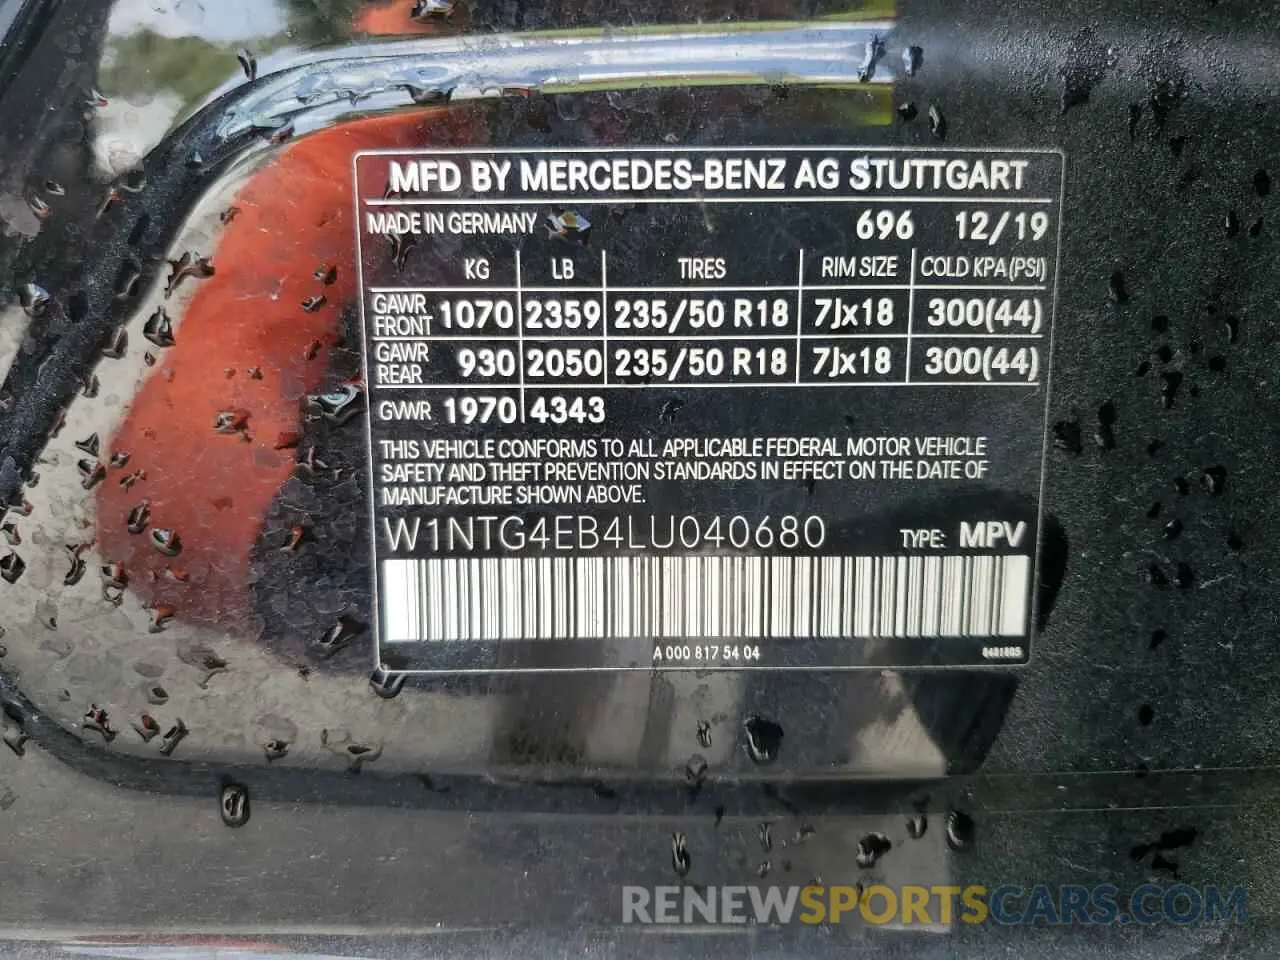 MFD BY MERCEDES-BENZ AG STUTTGART
MADE IN GERMANY 696 12/19
KG LB TIRES RIM SIZE COLD KPA (PSI)
GAWR FRONT 1070 2359 235/50 R18 7Jx18 300(44)
GAWR REAR 930 2050 235/50 R18 7Jx18 300(44)
GVWR 1970 4343
THIS VEHICLE CONFORMS TO ALL APPLICABLE FEDERAL MOTOR VEHICLE
SAFETY AND THEFT PREVENTION STANDARDS IN EFFECT ON THE DATE OF
MANUFACTURE SHOWN ABOVE.
W1NTG4EB4LU040680 TYPE: MPV
A 000 817 54 04
RENEWSPORTSCARS.COM